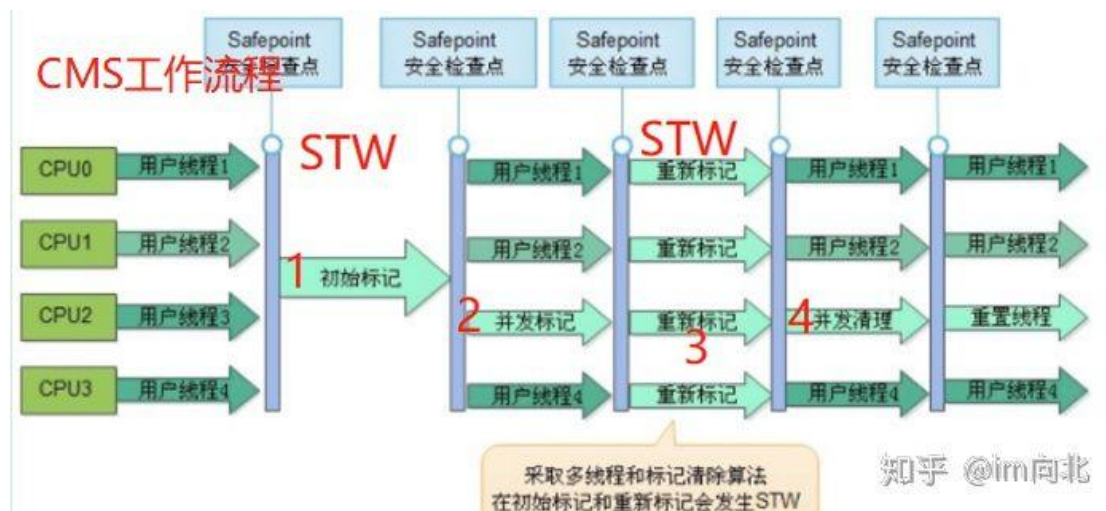 Safepoint
安全检查点
Safepoint
安全检查点
Safepoint
安全检查点
Safepoint
安全检查点
Safepoint
安全检查点
CMS工作流程
STW
STW
CPU0
用户线程1
用户线程1
重新标记
用户线程1
用户线程1
CPU1
用户线程2
用户线程2
重新标记
用户线程2
用户线程2
1
初始标记
CPU2
用户线程3
2
并发标记
重新标记
3
4
并发清理
重置线程
CPU3
用户线程4
用户线程4
重新标记
用户线程4
用户线程4
采取多线程和标记清除算法
在初始标记和重新标记会发生STW
知乎 @im向北